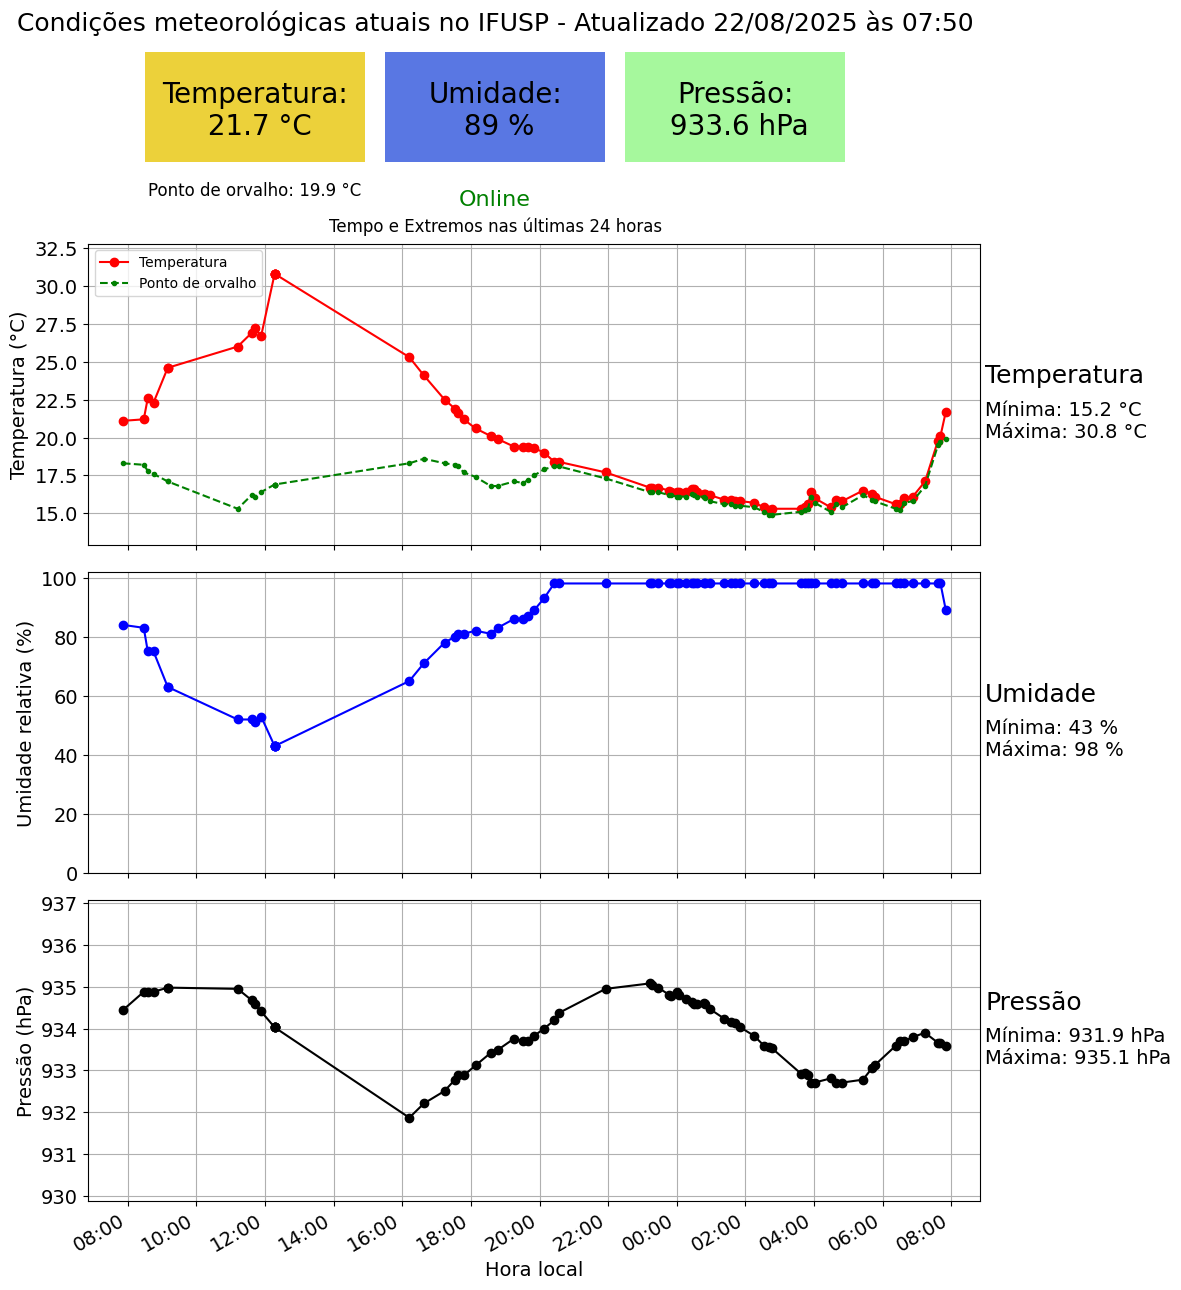 Condições meteorológicas atuais no IFUSP - Atualizado 22/08/2025 às 07:50
Temperatura:
21.7 °C
Umidade:
89 %
Pressão:
933.6 hPa
Ponto de orvalho: 19.9 °C
Online
Tempo e Extremos nas últimas 24 horas
Temperatura
Ponto de orvalho
Temperatura (°C)
32.5
30.0
27.5
25.0
22.5
20.0
17.5
15.0
Temperatura
Mínima: 15.2 °C
Máxima: 30.8 °C
Umidade relativa (%)
100
80
60
40
20
0
Umidade
Mínima: 43 %
Máxima: 98 %
Pressão (hPa)
937
936
935
934
933
932
931
930
Pressão
Mínima: 931.9 hPa
Máxima: 935.1 hPa
08:00
10:00
12:00
14:00
16:00
18:00
20:00
22:00
00:00
02:00
04:00
06:00
08:00
Hora local